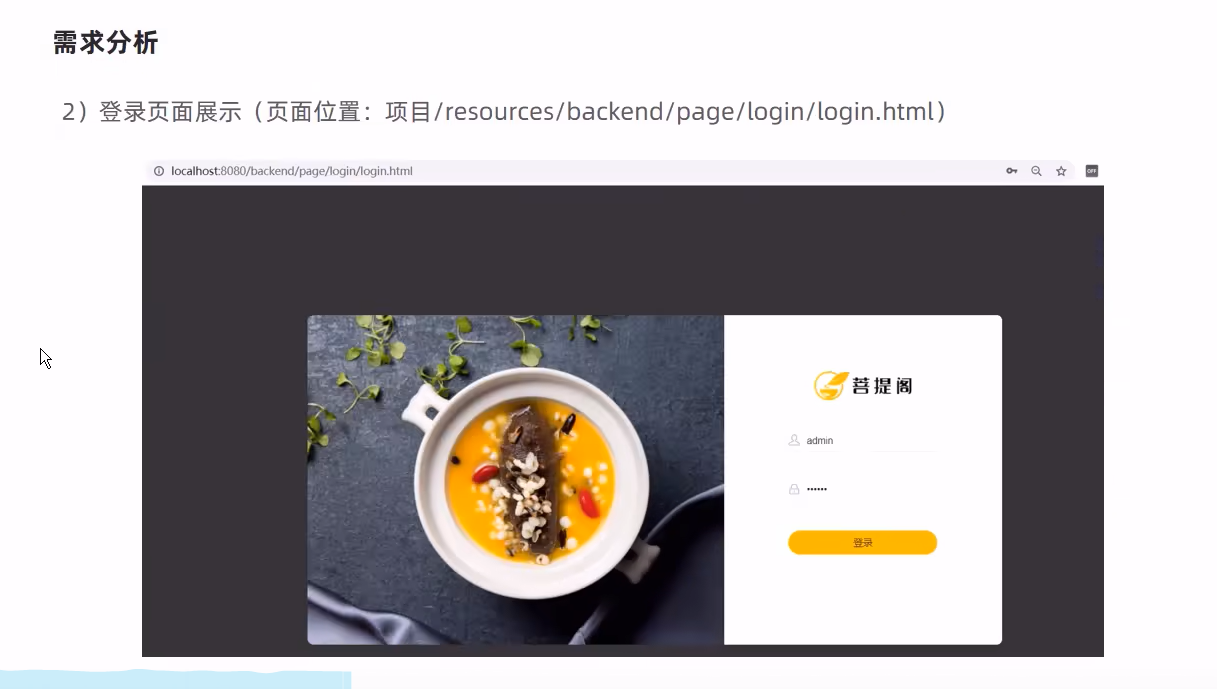 需求分析
2）登录页面展示（页面位置：项目/resources/backend/page/login/login.html）
localhost:8080/backend/page/login/login.html
OFF
菩提阁
admin
••••••
登录